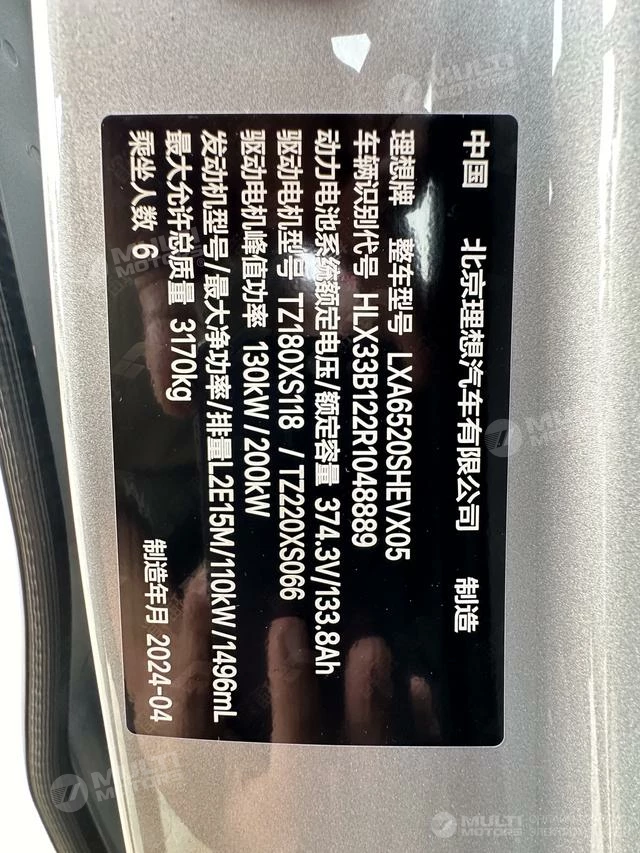 中国 北京理想汽车有限公司 制造
理想牌 整车型号 LXA6520SHEVX05
车辆识别代号 HLX33B122R1048889
动力电池系统额定电压/额定容量 374.3V/133.8Ah
驱动电机型号 TZ180XS118 / TZ220XS066
驱动电机峰值功率 130kW/200kW
发动机型号/最大净功率/排量L2E15M/110kW/1496mL
最大允许总质量 3170kg
乘坐人数 6 制造年月 2024-04
MULTI
MOTORS